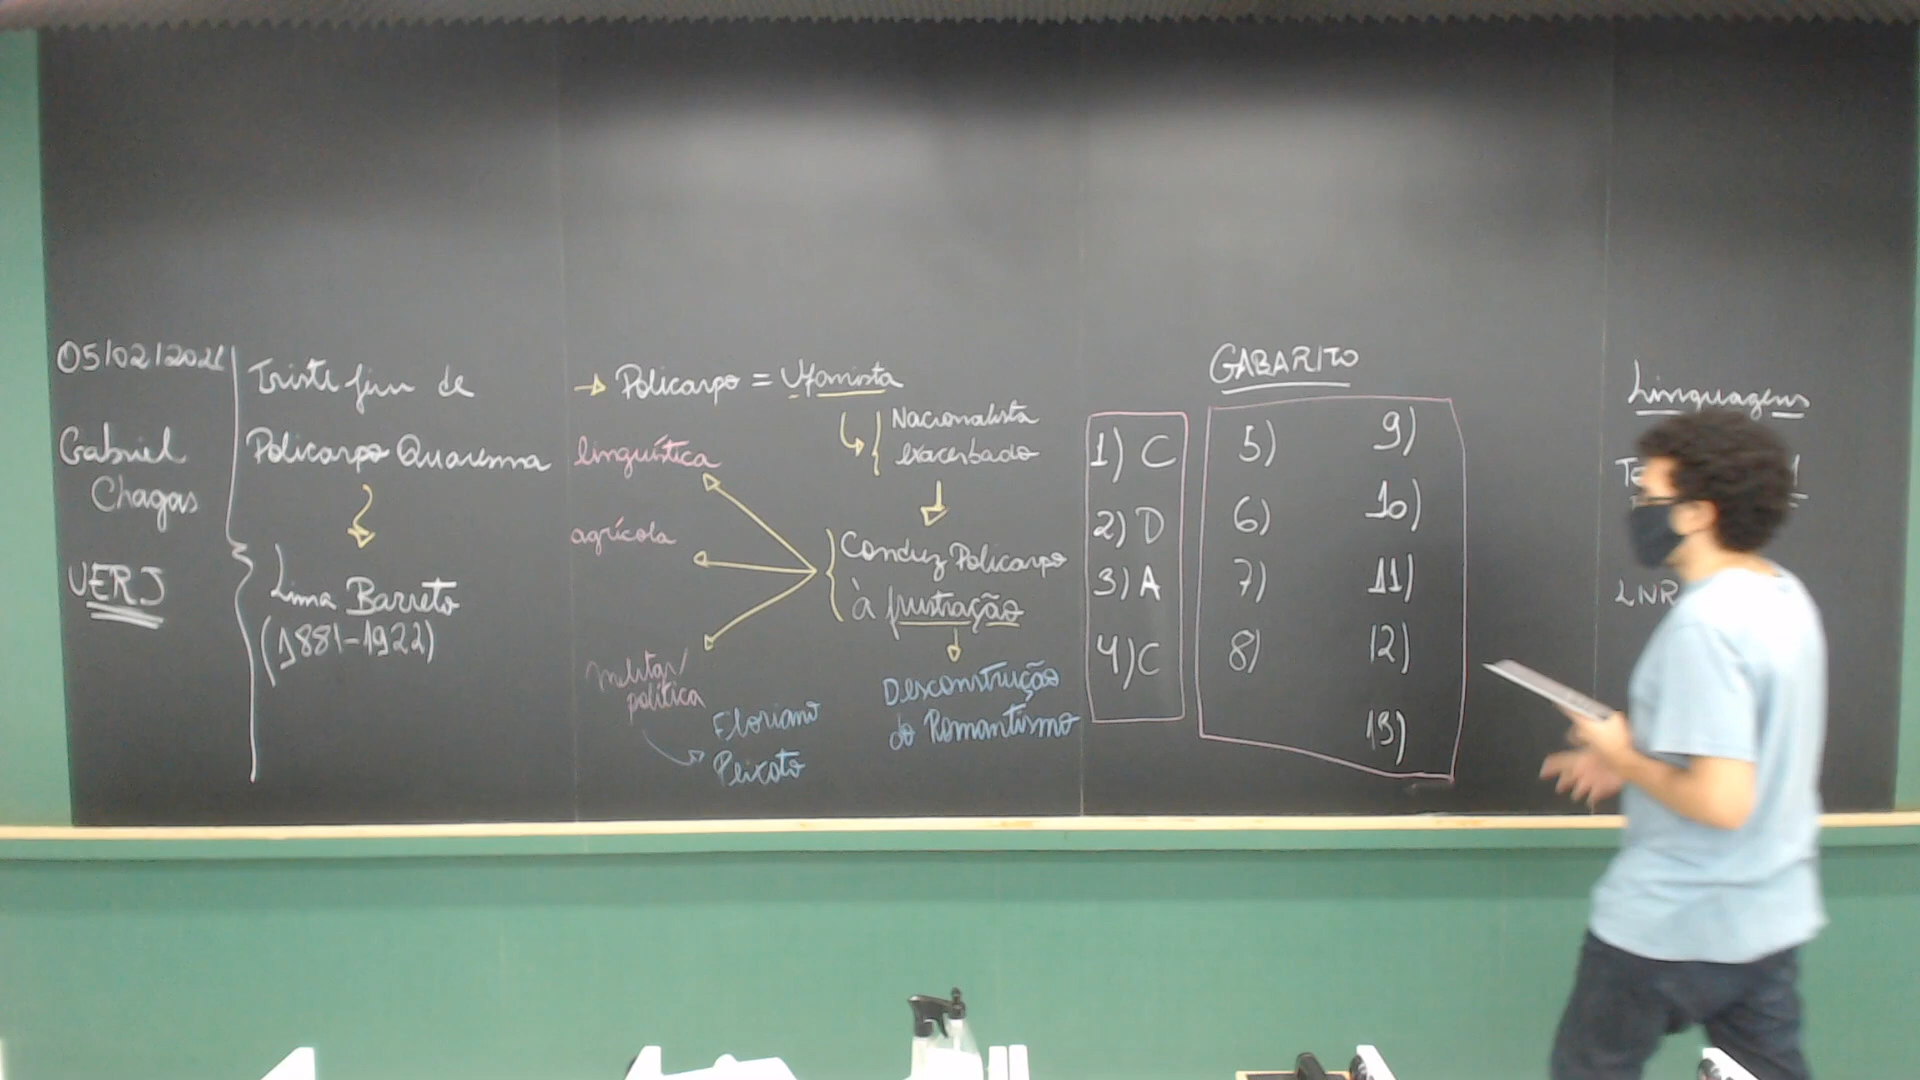 05/02/2021
Gabriel
Chagas
UERJ
Triste fim de
Policarpo Quaresma
Lima Barreto
(1881-1922)
→ Policarpo = Ufanista
Nacionalista
exacerbado
Conduz Policarpo
à frustração
Desconstrução
do Romantismo
linguística
agrícola
militar/
política
Floriano
Peixoto
GABARITO
1) C
2) D
3) A
4) C
5)
6)
7)
8)
9)
10)
11)
12)
13)
Linguagens